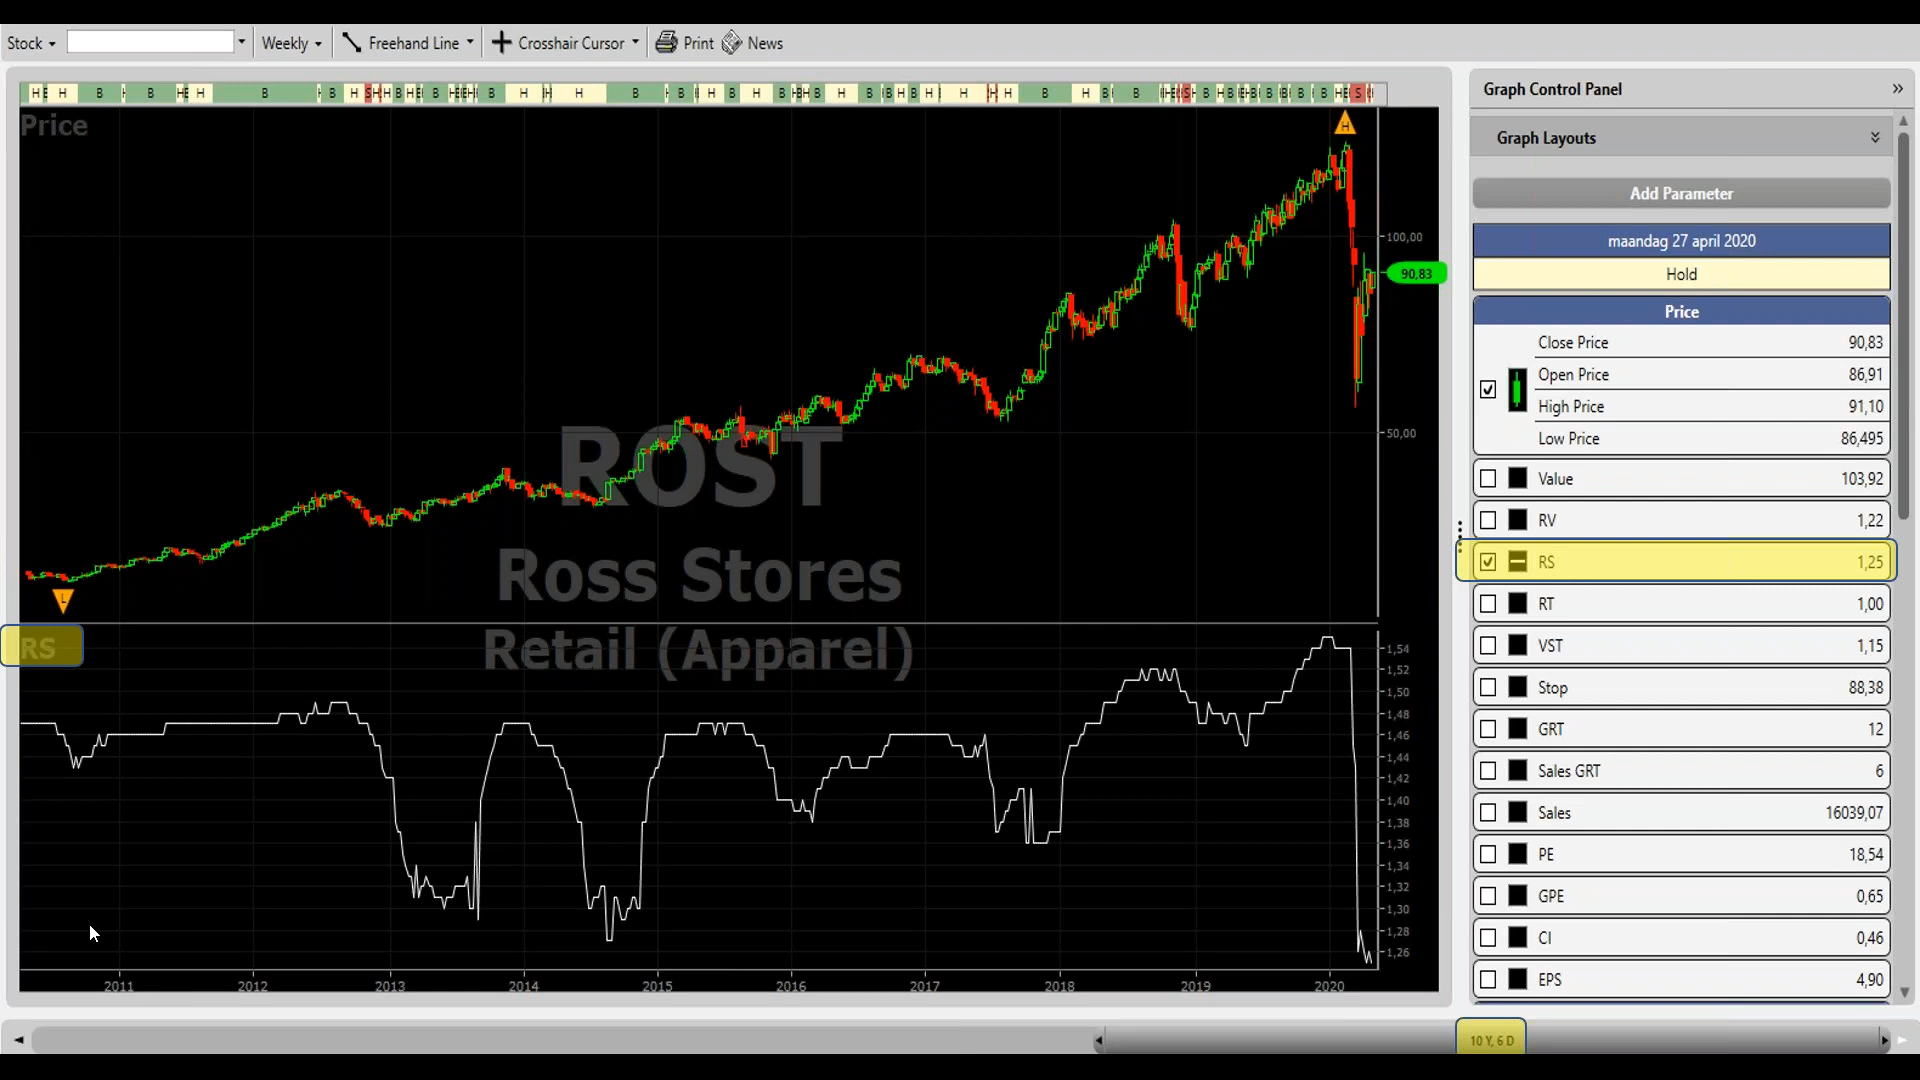 Stock Weekly Freehand Line Crosshair Cursor Print News
Price
H
L
100,00
90,83
50,00
ROST
Ross Stores
Retail (Apparel)
RS
1,54
1,52
1,50
1,48
1,46
1,44
1,42
1,40
1,38
1,36
1,34
1,32
1,30
1,28
1,26
2011 2012 2013 2014 2015 2016 2017 2018 2019 2020
Graph Control Panel
Graph Layouts
Add Parameter
maandag 27 april 2020
Hold
Price
Close Price 90,83
Open Price 86,91
High Price 91,10
Low Price 86,495
Value 103,92
RV 1,22
RS 1,25
RT 1,00
VST 1,15
Stop 88,38
GRT 12
Sales GRT 6
Sales 16039,07
PE 18,54
GPE 0,65
CI 0,46
EPS 4,90
10 Y, 6 D